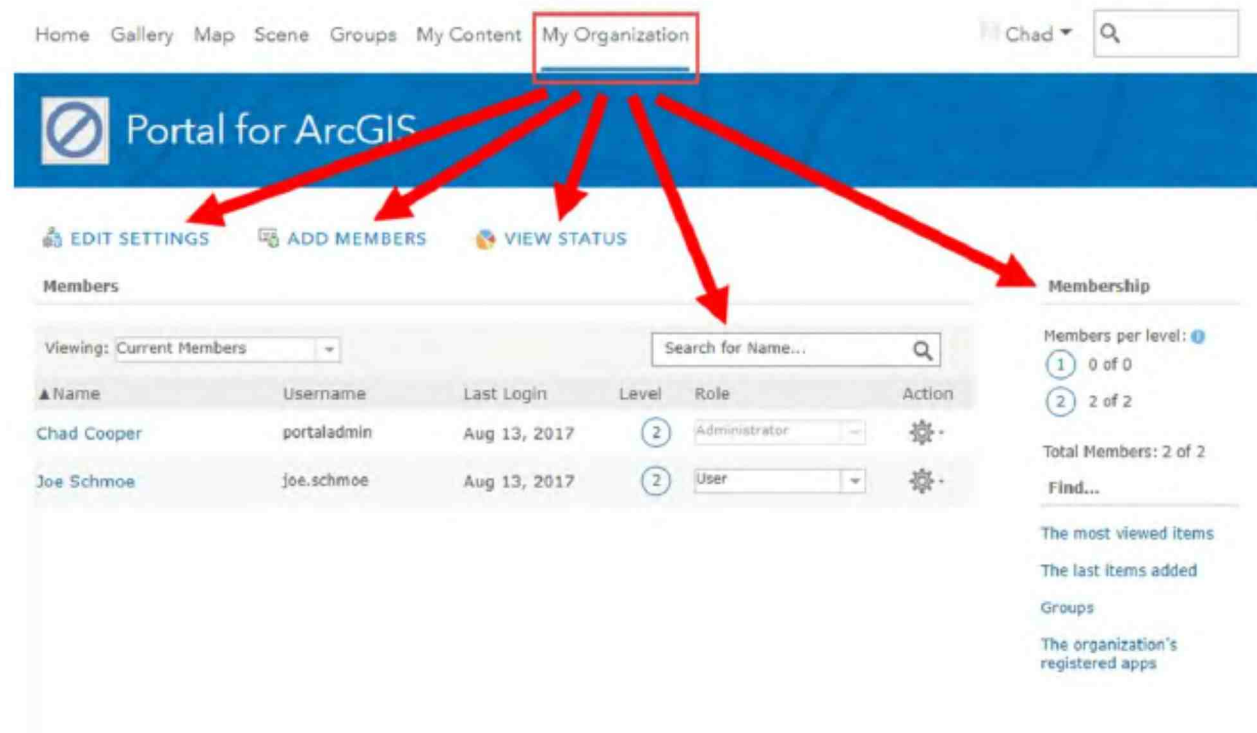 Home Gallery Map Scene Groups My Content My Organization Chad
Portal for ArcGIS
EDIT SETTINGS ADD MEMBERS VIEW STATUS
Members
Viewing: Current Members Search for Name...
▲Name Username Last Login Level Role Action
Chad Cooper portaladmin Aug 13, 2017 2 Administrator
Joe Schmoe joe.schmoe Aug 13, 2017 2 User
Membership
Members per level:
1 0 of 0
2 2 of 2
Total Members: 2 of 2
Find...
The most viewed items
The last items added
Groups
The organization's
registered apps